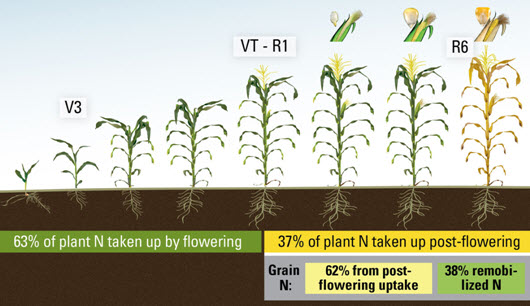 V3
VT - R1
R6
63% of plant N taken up by flowering
37% of plant N taken up post-flowering
Grain
N:
62% from post-
flowering uptake
38% remobi-
lized N